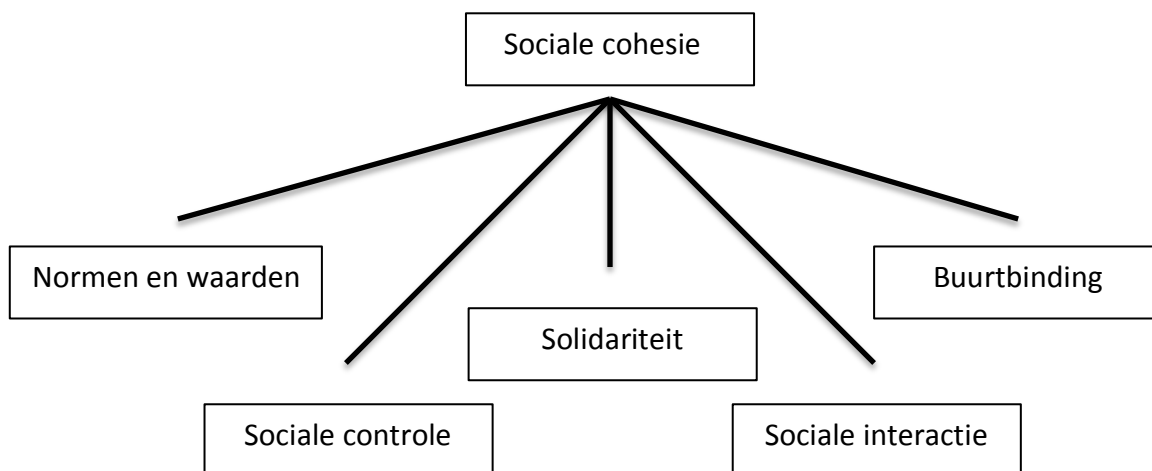 Sociale cohesie
Normen en waarden
Buurtbinding
Solidariteit
Sociale controle
Sociale interactie